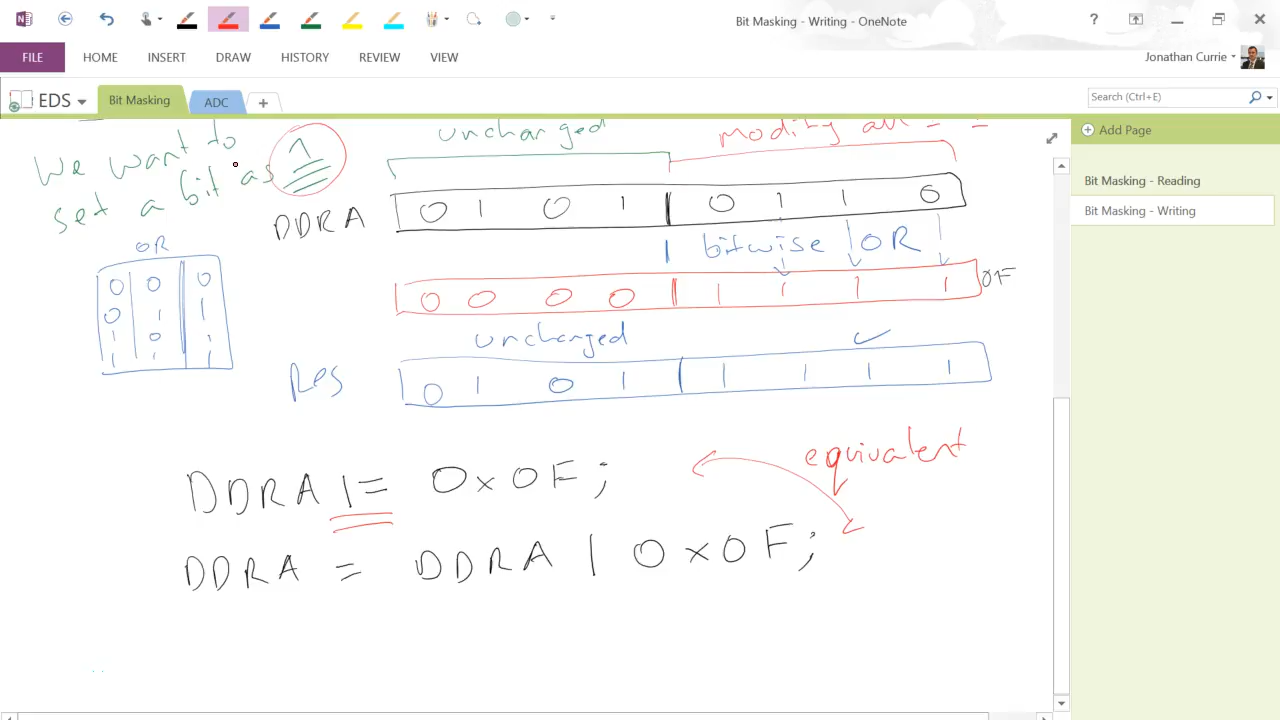 Bit Masking - Writing - OneNote
?
FILE HOME INSERT DRAW HISTORY REVIEW VIEW
Jonathan Currie
EDS Bit Masking ADC +
Search (Ctrl+E)
Add Page
Bit Masking - Reading
Bit Masking - Writing
We want to
set a bit as 1
unchanged
modify all
DDRA 0 1 0 1 0 1 1 0
bitwise OR
OR
0 0 0
0 1 1
1 0 1
1 1 1
0 0 0 0 1 1 1 1 0F
unchanged
Res 0 1 0 1 1 1 1 1
DDRA |= 0x0F;
equivalent
DDRA = DDRA | 0x0F;